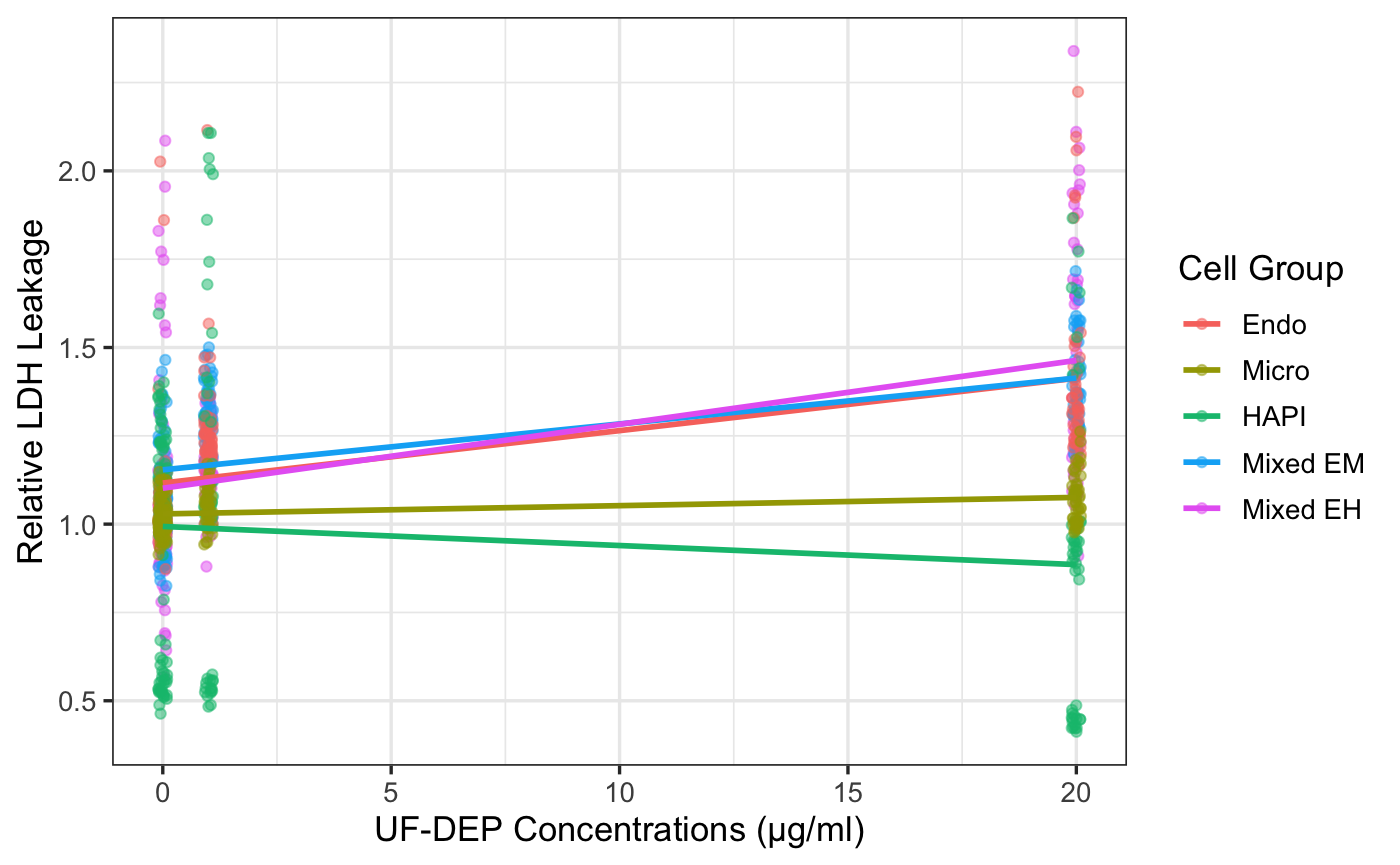 2.0
1.5
1.0
0.5
Relative LDH Leakage
0 5 10 15 20
UF-DEP Concentrations (µg/ml)
Cell Group
Endo
Micro
HAPI
Mixed EM
Mixed EH